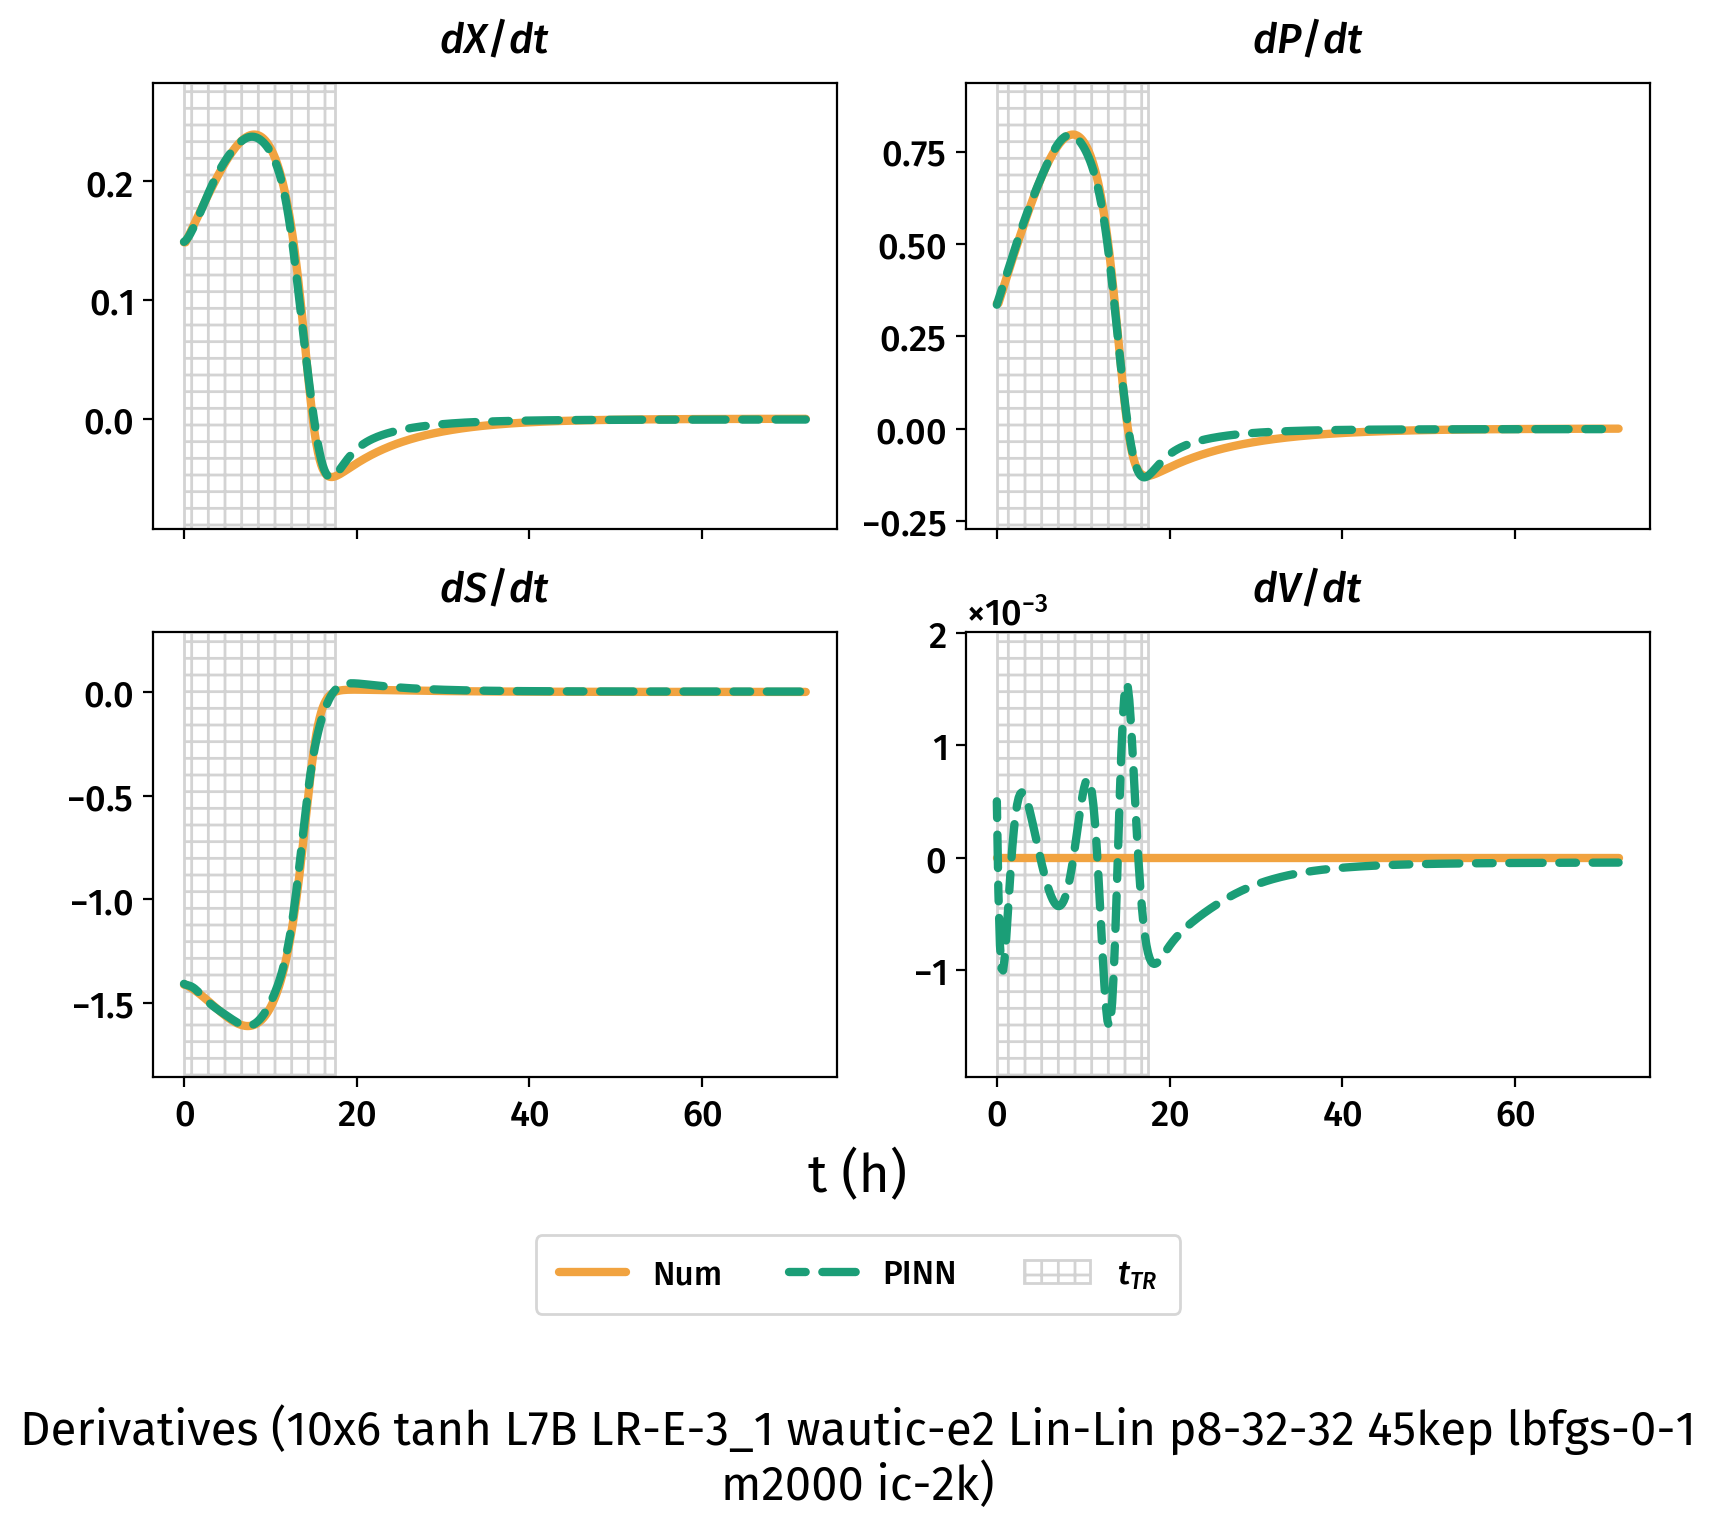 dX/dt
dP/dt
0.2
0.1
0.0
0.75
0.50
0.25
0.00
−0.25
dS/dt
dV/dt
×10⁻³
0.0
−0.5
−1.0
−1.5
2
1
0
−1
0 20 40 60
0 20 40 60
t (h)
Num PINN t_TR
Derivatives (10x6 tanh L7B LR-E-3_1 wautic-e2 Lin-Lin p8-32-32 45kep lbfgs-0-1
m2000 ic-2k)